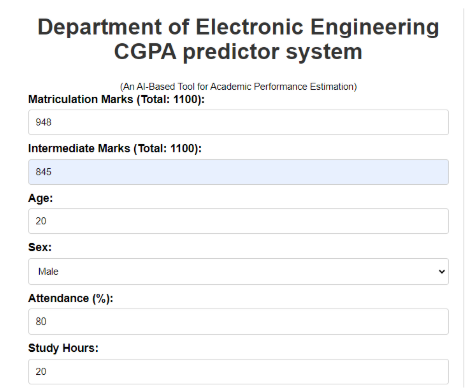 Department of Electronic Engineering
CGPA predictor system
(An AI-Based Tool for Academic Performance Estimation)
Matriculation Marks (Total: 1100):
948
Intermediate Marks (Total: 1100):
845
Age:
20
Sex:
Male
Attendance (%):
80
Study Hours:
20